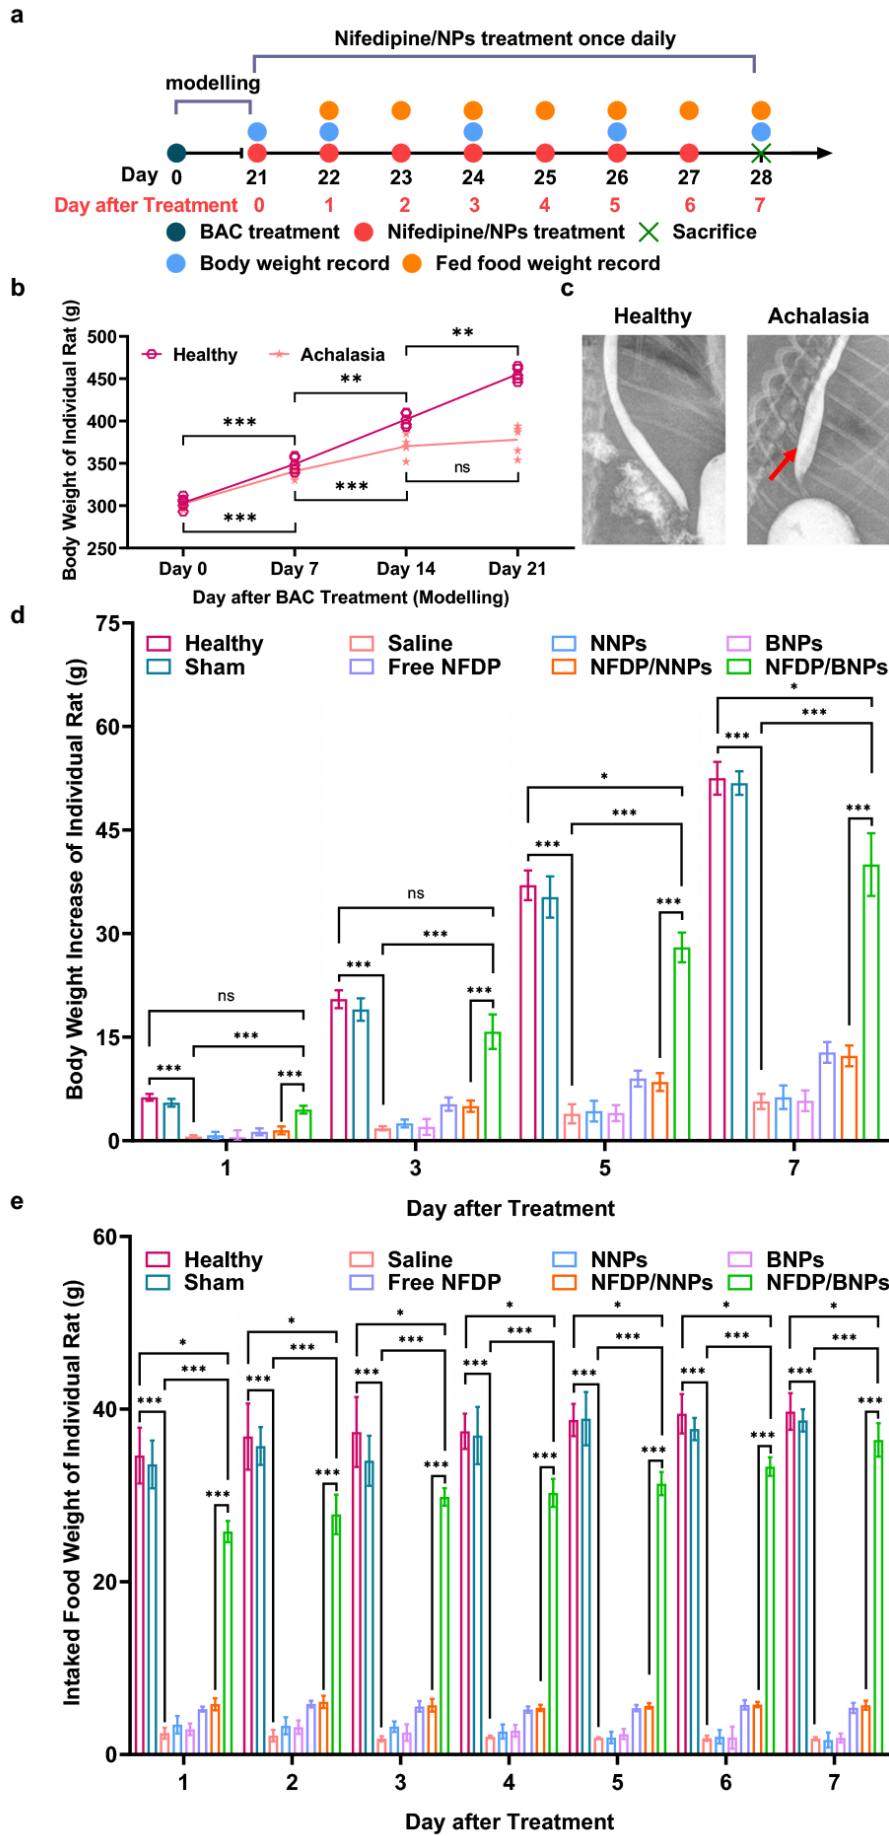 a
Nifedipine/NPs treatment once daily
modelling
Day 0 21 22 23 24 25 26 27 28
Day after Treatment 0 1 2 3 4 5 6 7
BAC treatment Nifedipine/NPs treatment Sacrifice
Body weight record Fed food weight record
b
Body Weight of Individual Rat (g)
500
450
400
350
300
250
Healthy Achalasia
**
**
***
ns
***
***
Day 0 Day 7 Day 14 Day 21
Day after BAC Treatment (Modelling)
c
Healthy Achalasia
d
Body Weight Increase of Individual Rat (g)
75
60
45
30
15
0
Healthy Saline NNPs BNPs
Sham Free NFDP NFDP/NNPs NFDP/BNPs
ns
***
***
***
ns
***
***
***
*
***
***
***
*
***
***
***
1 3 5 7
Day after Treatment
e
Intaked Food Weight of Individual Rat (g)
60
40
20
0
Healthy Saline NNPs BNPs
Sham Free NFDP NFDP/NNPs NFDP/BNPs
*
***
***
***
*
***
***
***
*
***
***
***
*
***
***
***
*
***
***
***
*
***
***
***
*
***
***
***
1 2 3 4 5 6 7
Day after Treatment